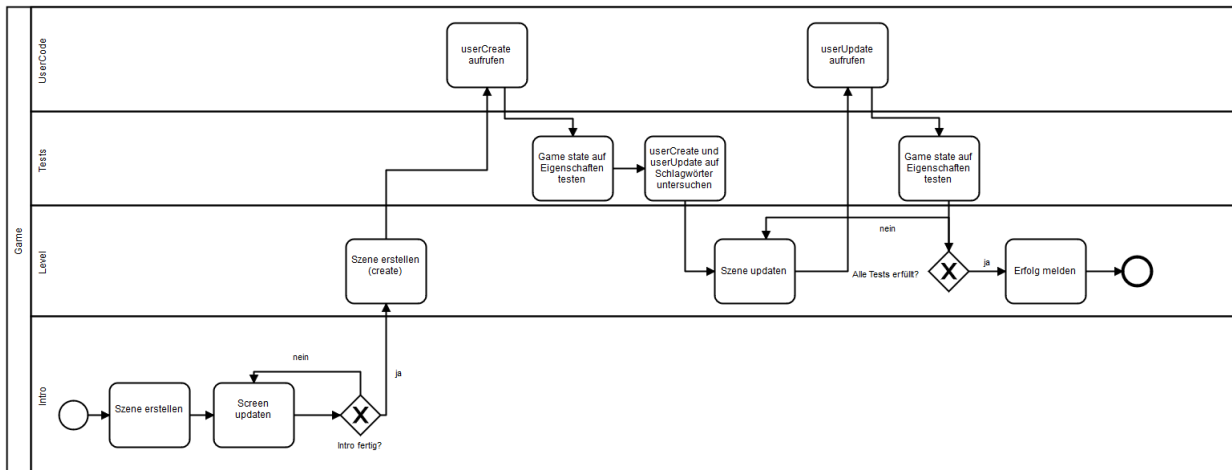 Game
UserCode
userCreate
aufrufen
userUpdate
aufrufen
Tests
Game state auf
Eigenschaften
testen
userCreate und
userUpdate auf
Schlagwörter
untersuchen
Game state auf
Eigenschaften
testen
Level
Szene erstellen
(create)
Szene updaten
nein
Alle Tests erfüllt?
ja
Erfolg melden
Intro
Szene erstellen
Screen
updaten
nein
Intro fertig?
ja